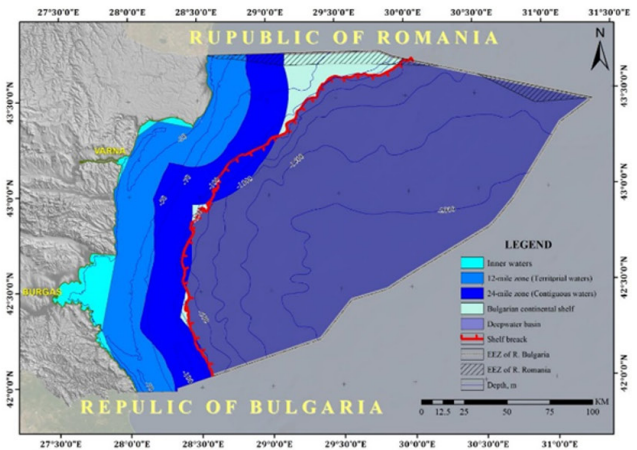 27°30'0"E 28°0'0"E 28°30'0"E 29°0'0"E 29°30'0"E 30°0'0"E 30°30'0"E 31°0'0"E 31°30'E
RUPUBLIC OF ROMANIA
N
43°30'0"N
43°0'0"N
42°30'0"N
42°0'N
VARNA
BURGAS
-50
-100
-1000
-500
LEGEND
Inner waters
12-mile zone (Territorial waters)
24-mile zone (Contiguous waters)
Bulgarian continental shelf
Deepwater basin
Shelf breack
EEZ of R. Bulgaria
EEZ of R. Romania
Depth, m
KM
0 12.5 25 50 75 100
REPULIC OF BULGARIA
43°30'0"N
43°0'0"N
42°30'0"N
42°0'0"N
27°30'0"E 28°0'0"E 28°30'0"E 29°0'0"E 29°30'0"E 30°0'0"E 30°30'0"E 31°0'0"E